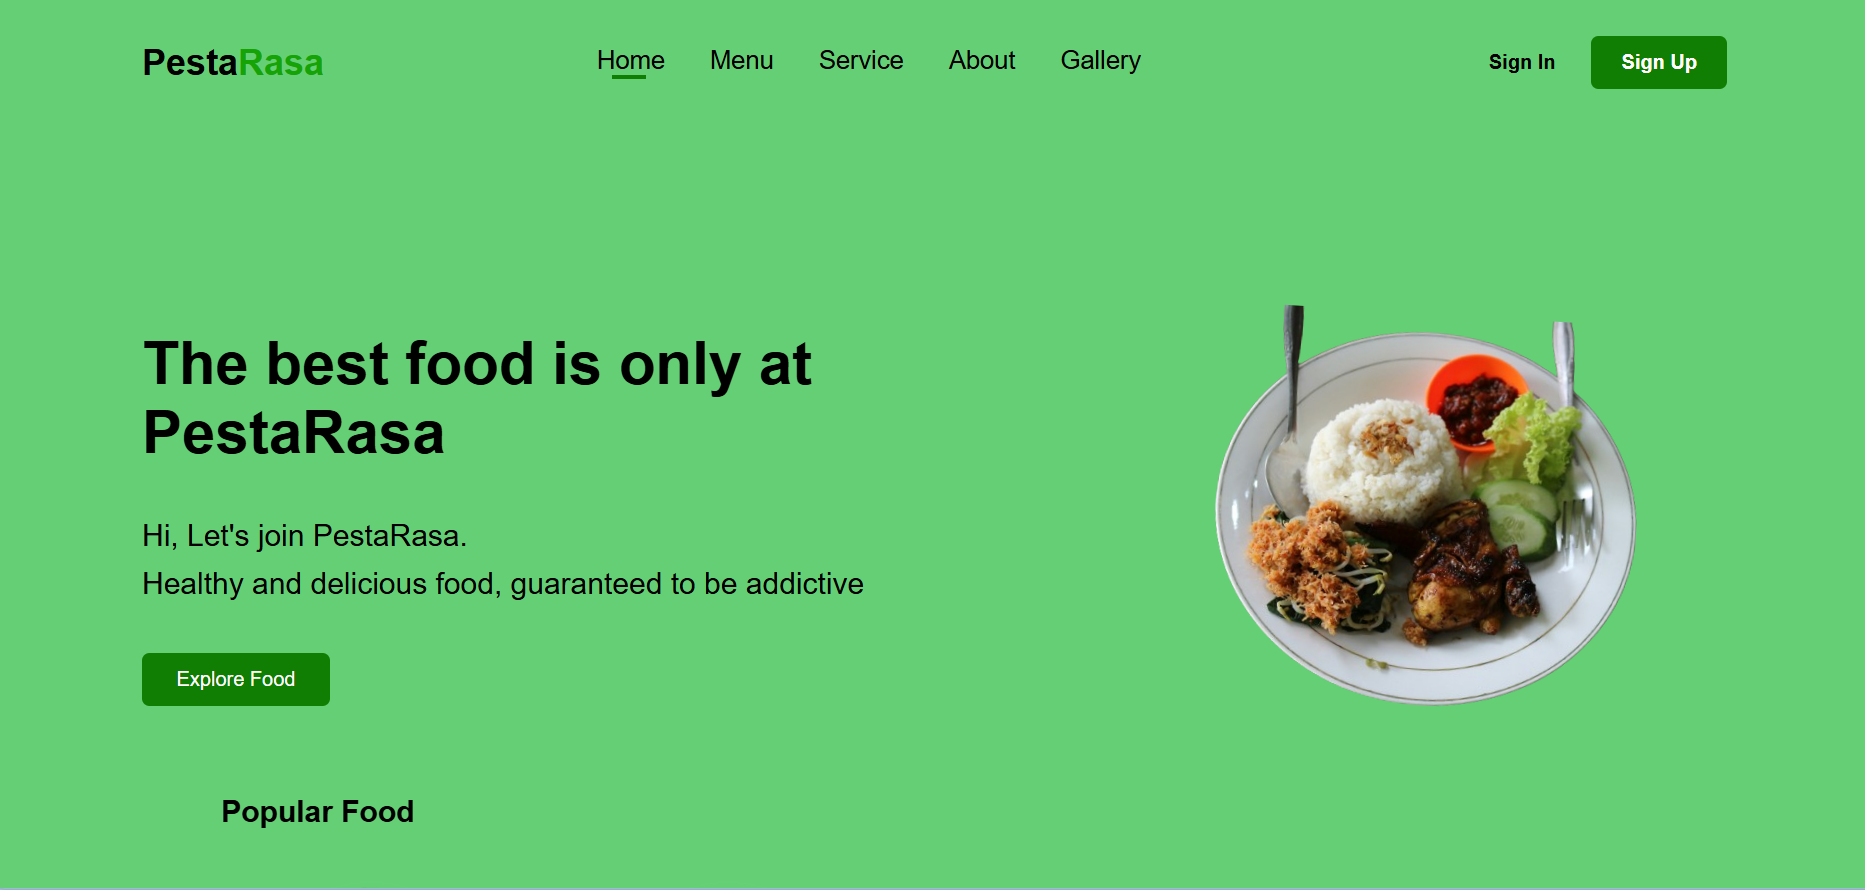 PestaRasa
Home
Menu
Service
About
Gallery
Sign In
Sign Up
The best food is only at
PestaRasa
Hi, Let's join PestaRasa.
Healthy and delicious food, guaranteed to be addictive
Explore Food
Popular Food